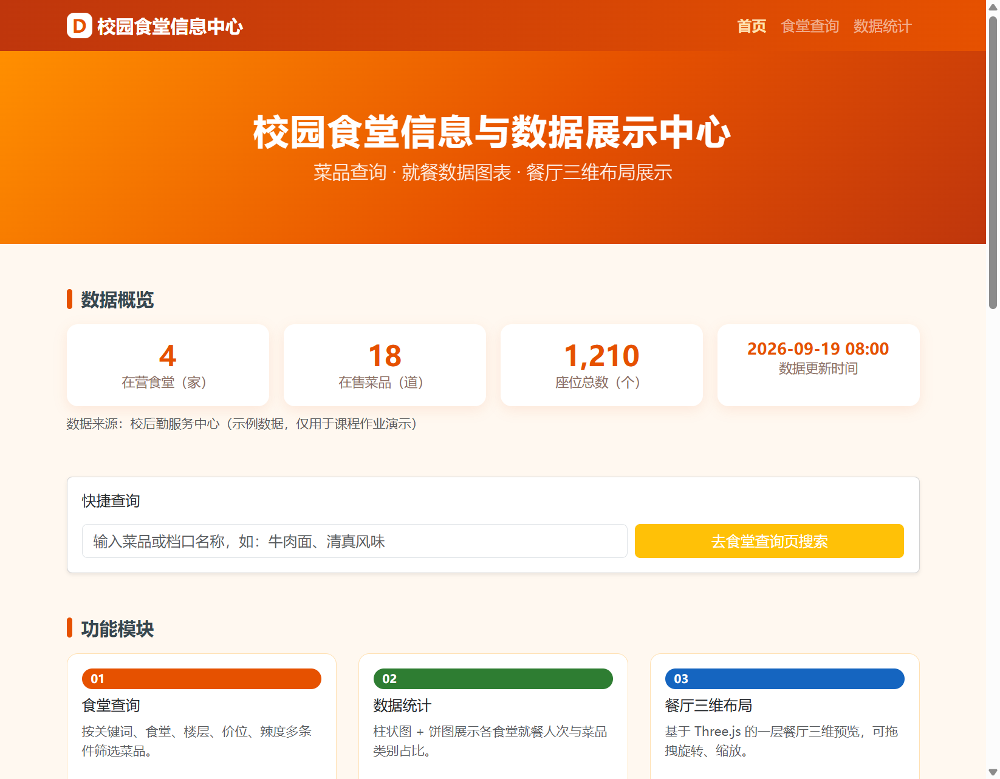 D 校园食堂信息中心
首页 食堂查询 数据统计
校园食堂信息与数据展示中心
菜品查询 · 就餐数据图表 · 餐厅三维布局展示
数据概览
4
在营食堂（家）
18
在售菜品（道）
1,210
座位总数（个）
2026-09-19 08:00
数据更新时间
数据来源：校后勤服务中心（示例数据，仅用于课程作业演示）
快捷查询
输入菜品或档口名称，如：牛肉面、清真风味
去食堂查询页搜索
功能模块
01
食堂查询
按关键词、食堂、楼层、价位、辣度多条
件筛选菜品。
02
数据统计
柱状图 + 饼图展示各食堂就餐人次与菜品
类别占比。
03
餐厅三维布局
基于 Three.js 的一层餐厅三维预览，可拖
拽旋转、缩放。